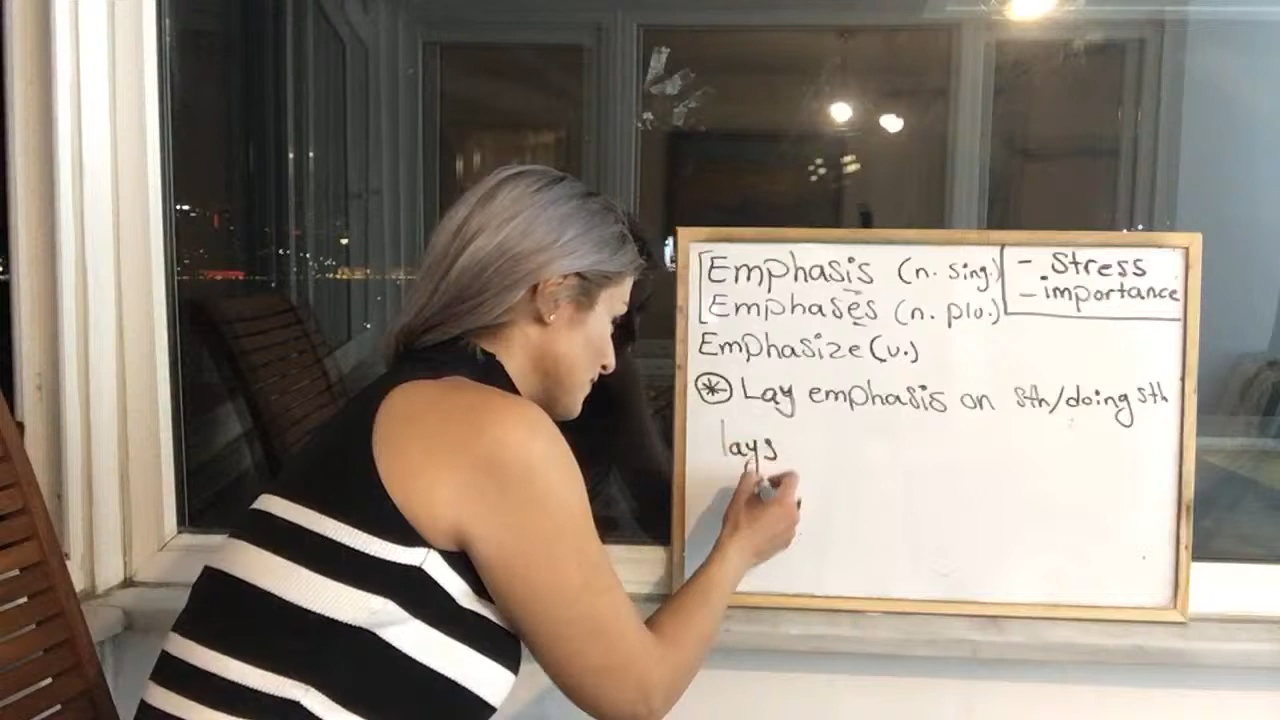 [Emphasis (n. sing.)
[Emphases (n. plu.)
- Stress
- importance
Emphasize (v.)
* Lay emphasis on sth/doing sth
lays